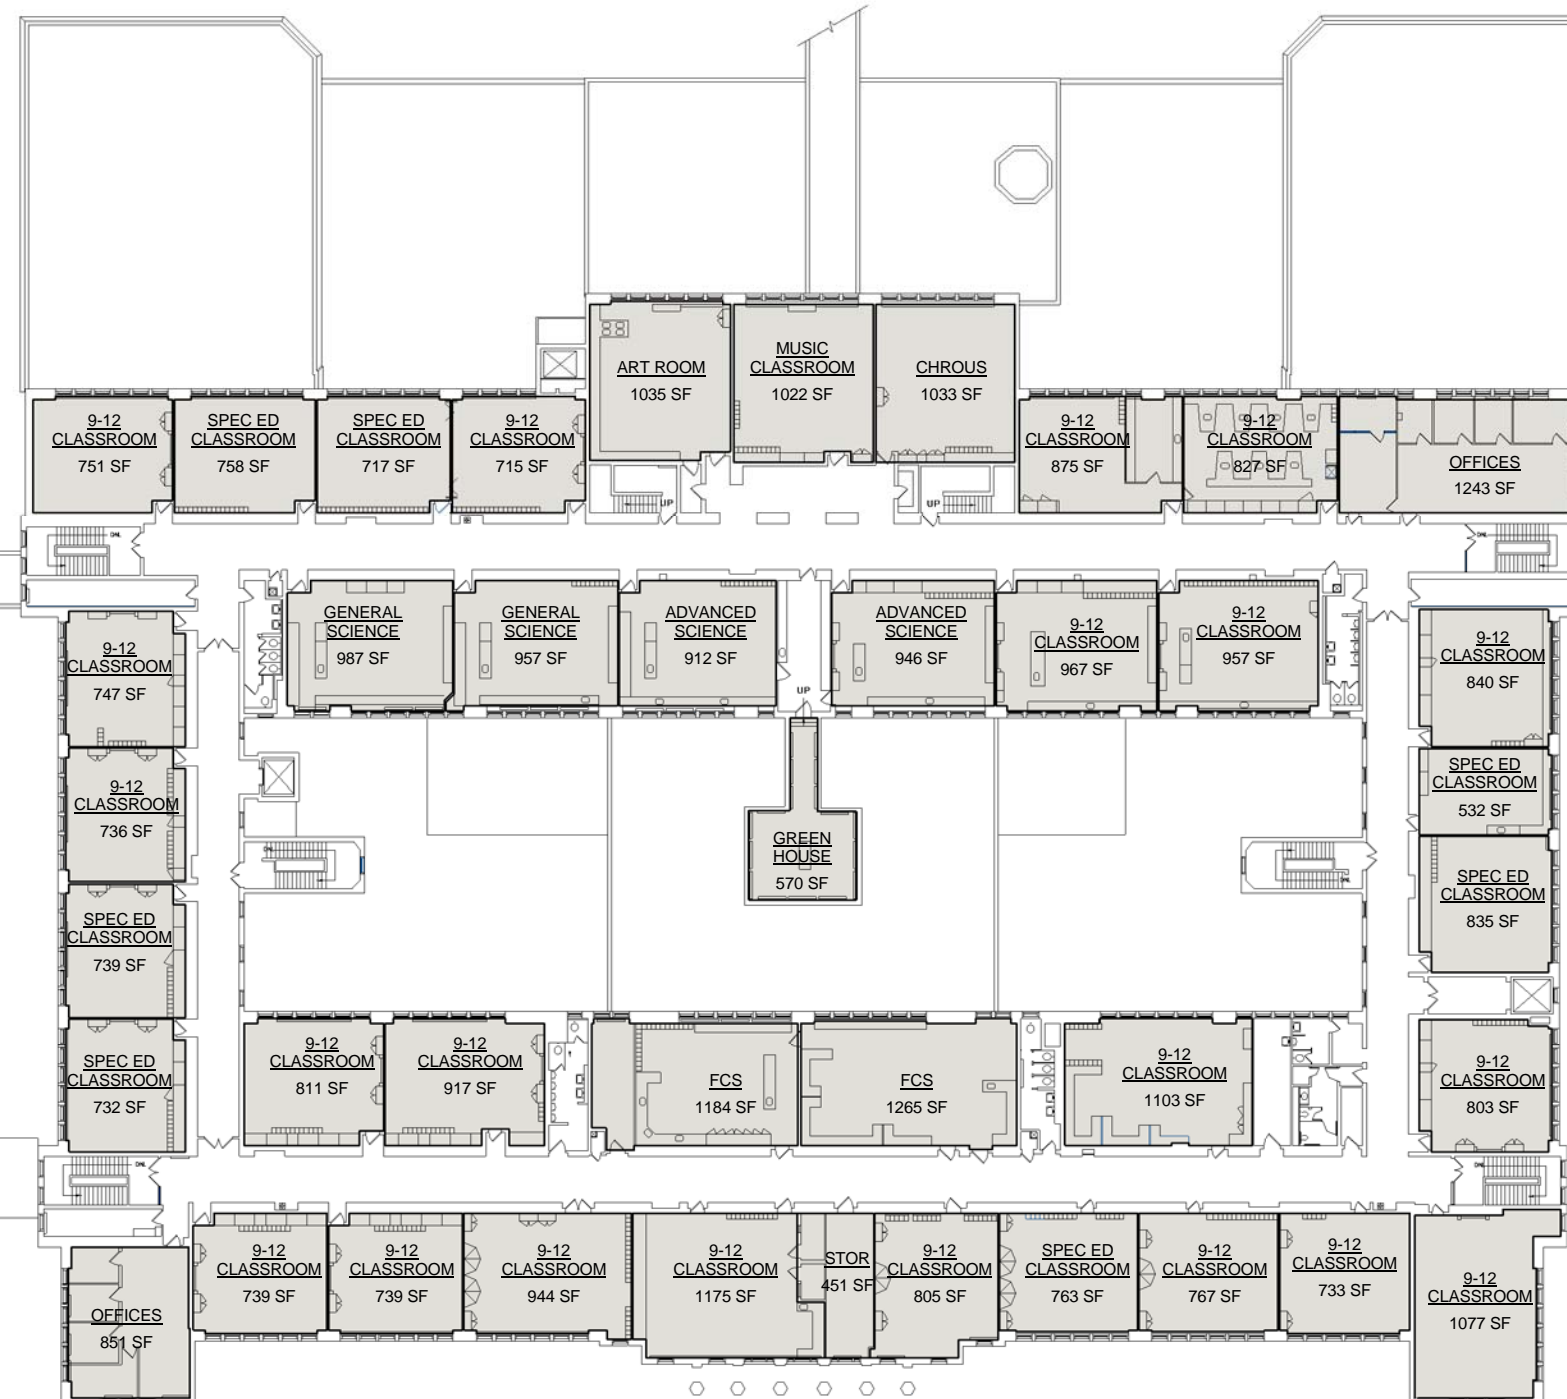 ART ROOM
1035 SF
MUSIC
CLASSROOM
1022 SF
CHROUS
1033 SF
9-12
CLASSROOM
751 SF
SPEC ED
CLASSROOM
758 SF
SPEC ED
CLASSROOM
717 SF
9-12
CLASSROOM
715 SF
9-12
CLASSROOM
875 SF
9-12
CLASSROOM
827 SF
OFFICES
1243 SF
UP
UP
DNL
DNL
GENERAL
SCIENCE
987 SF
GENERAL
SCIENCE
957 SF
ADVANCED
SCIENCE
912 SF
UP
ADVANCED
SCIENCE
946 SF
9-12
CLASSROOM
967 SF
9-12
CLASSROOM
957 SF
9-12
CLASSROOM
747 SF
9-12
CLASSROOM
840 SF
9-12
CLASSROOM
736 SF
SPEC ED
CLASSROOM
532 SF
DNL
GREEN
HOUSE
570 SF
DNL
SPEC ED
CLASSROOM
739 SF
SPEC ED
CLASSROOM
835 SF
SPEC ED
CLASSROOM
732 SF
9-12
CLASSROOM
811 SF
9-12
CLASSROOM
917 SF
FCS
1184 SF
FCS
1265 SF
9-12
CLASSROOM
1103 SF
9-12
CLASSROOM
803 SF
DNL
DNL
OFFICES
851 SF
9-12
CLASSROOM
739 SF
9-12
CLASSROOM
739 SF
9-12
CLASSROOM
944 SF
9-12
CLASSROOM
1175 SF
STOR
451 SF
9-12
CLASSROOM
805 SF
SPEC ED
CLASSROOM
763 SF
9-12
CLASSROOM
767 SF
9-12
CLASSROOM
733 SF
9-12
CLASSROOM
1077 SF